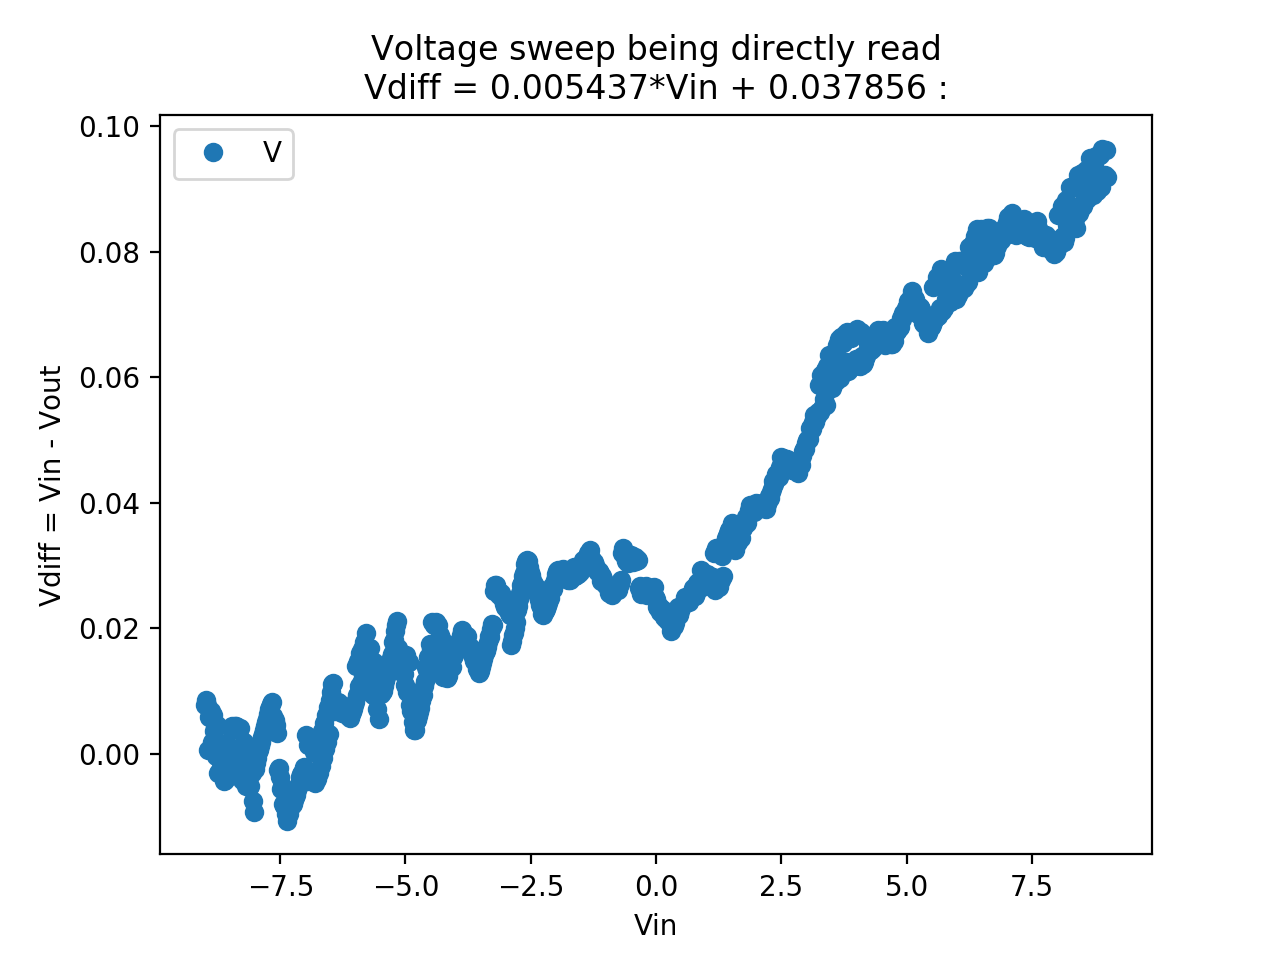 Voltage sweep being directly read
Vdiff = 0.005437*Vin + 0.037856 :
V
0.10
0.08
0.06
0.04
0.02
0.00
Vdiff = Vin - Vout
−7.5 −5.0 −2.5 0.0 2.5 5.0 7.5
Vin